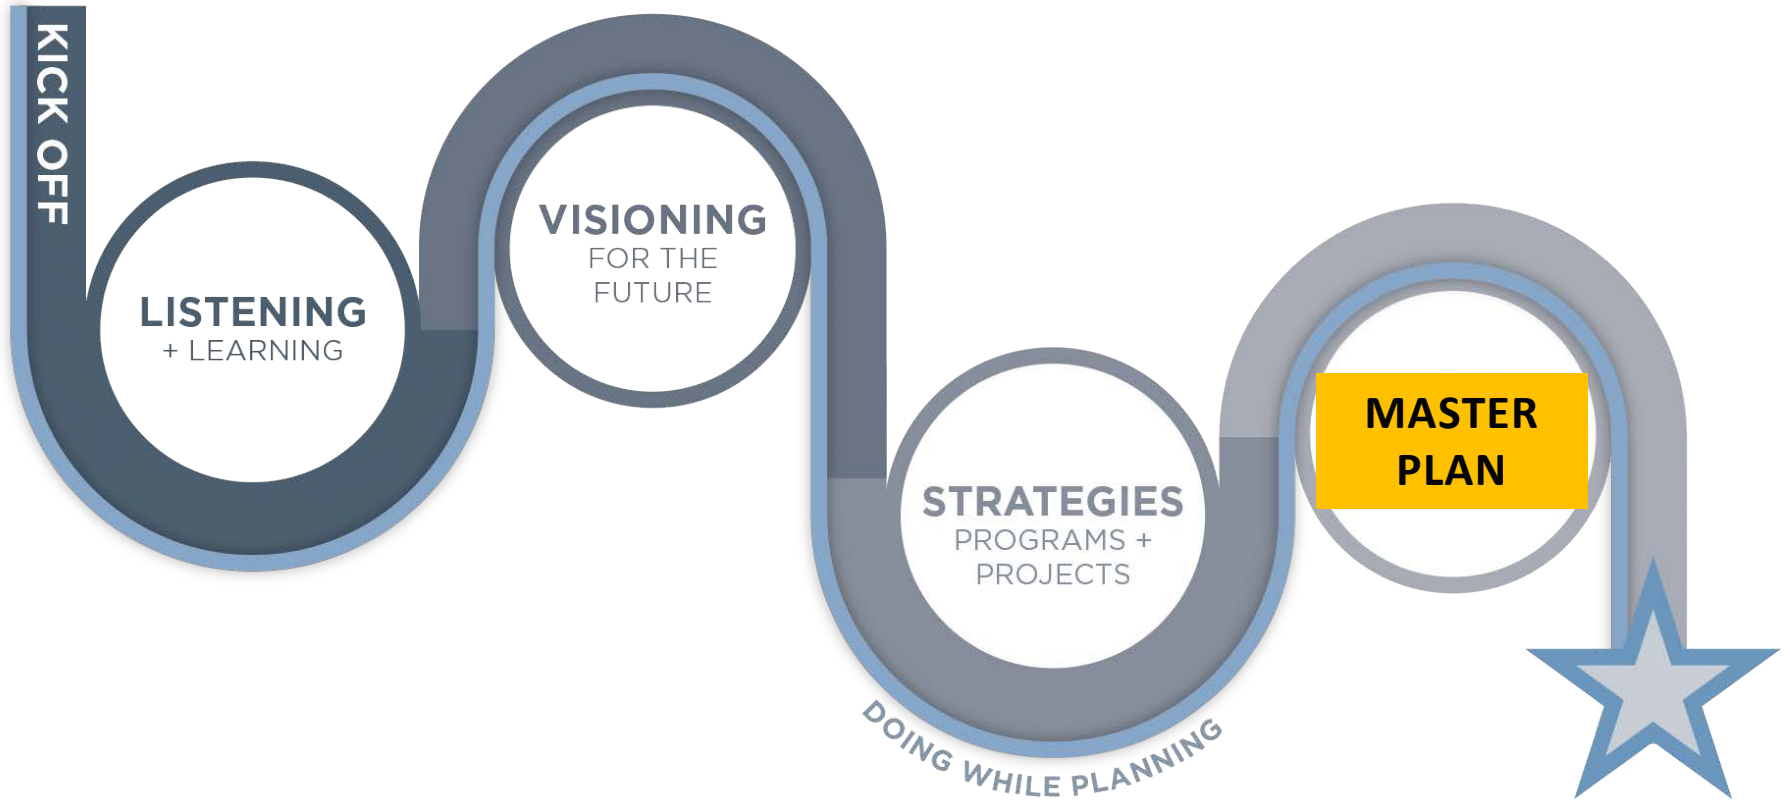 KICK OFF
LISTENING
+ LEARNING
VISIONING
FOR THE
FUTURE
STRATEGIES
PROGRAMS +
PROJECTS
DOING WHILE PLANNING
MASTER
PLAN